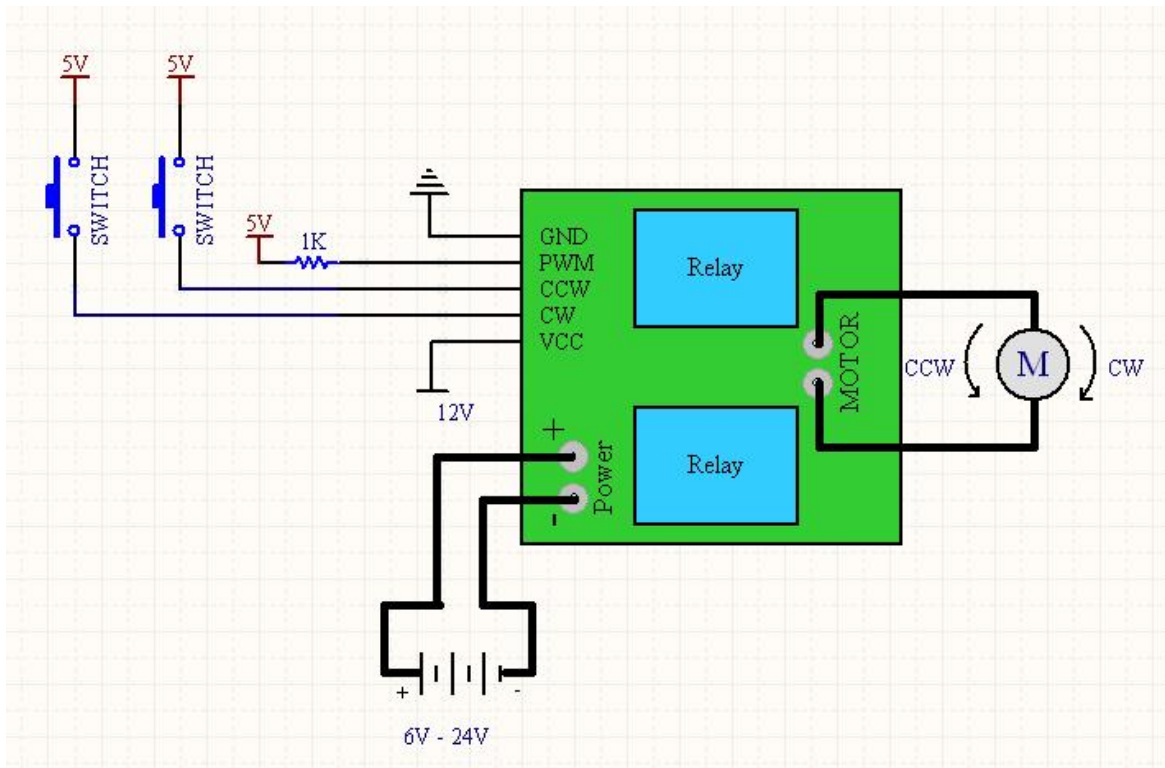 5V
5V
SWITCH
SWITCH
5V
1K
GND
PWM
CCW
CW
VCC
12V
Relay
MOTOR
CCW
M
CW
+
Power
-
Relay
+
-
6V - 24V